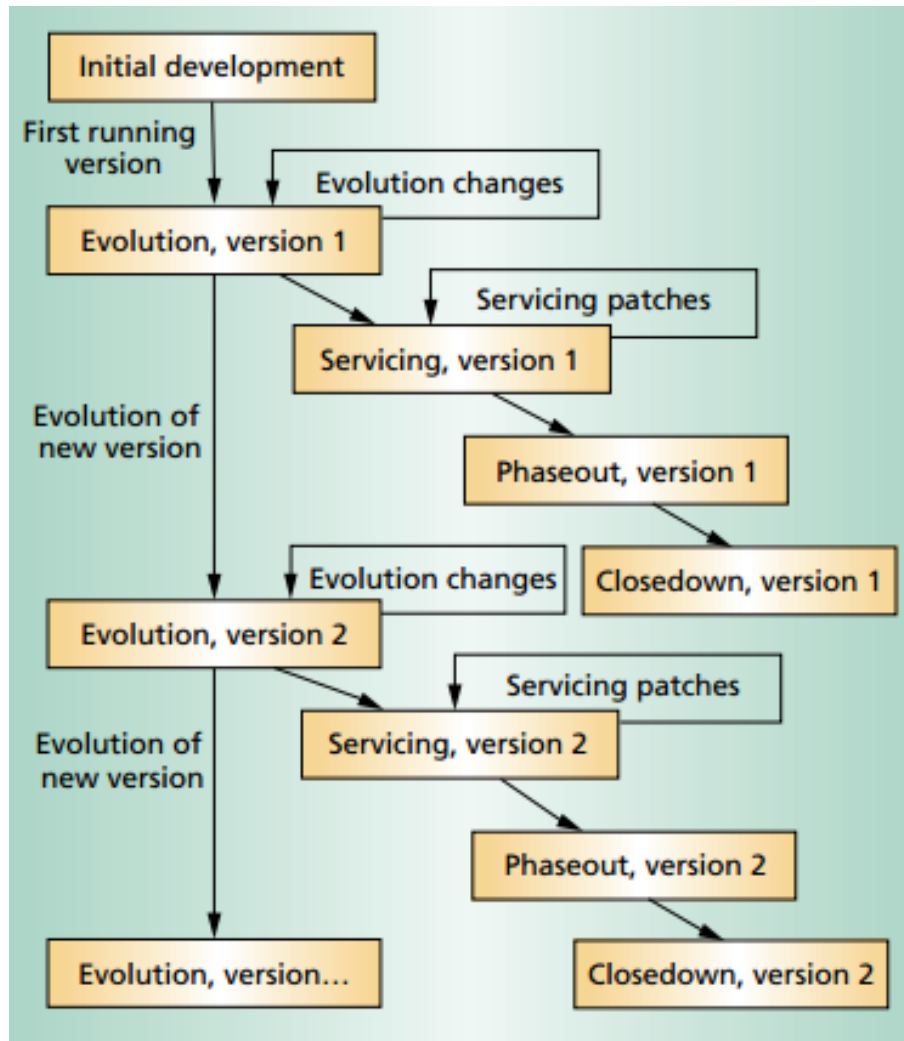 Initial development
First running
version
Evolution changes
Evolution, version 1
Servicing patches
Servicing, version 1
Evolution of
new version
Phaseout, version 1
Closedown, version 1
Evolution changes
Evolution, version 2
Servicing patches
Servicing, version 2
Evolution of
new version
Phaseout, version 2
Evolution, version...
Closedown, version 2